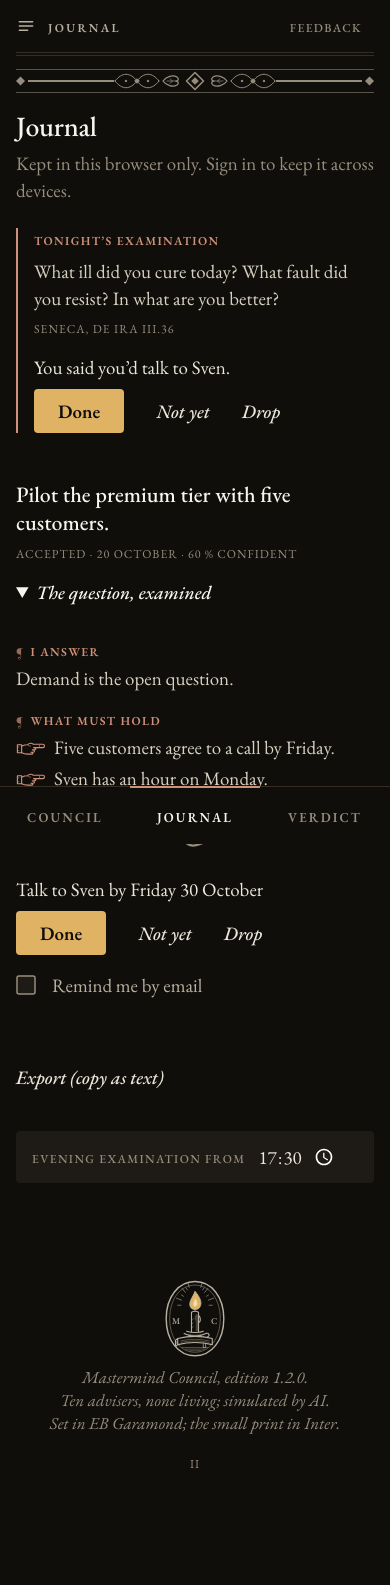 JOURNAL
FEEDBACK
Journal
Kept in this browser only. Sign in to keep it across
devices.
TONIGHT’S EXAMINATION
What ill did you cure today? What fault did
you resist? In what are you better?
SENECA, DE IRA III.36
You said you’d talk to Sven.
Done Not yet Drop
Pilot the premium tier with five
customers.
ACCEPTED · 20 OCTOBER · 60 % CONFIDENT
▼ The question, examined
¶ I ANSWER
Demand is the open question.
¶ WHAT MUST HOLD
☞ Five customers agree to a call by Friday.
☞ Sven has an hour on Monday.
COUNCIL JOURNAL VERDICT
Talk to Sven by Friday 30 October
Done Not yet Drop
Remind me by email
Export (copy as text)
EVENING EXAMINATION FROM 17:30
M C
Mastermind Council, edition 1.2.0.
Ten advisers, none living; simulated by AI.
Set in EB Garamond; the small print in Inter.
II